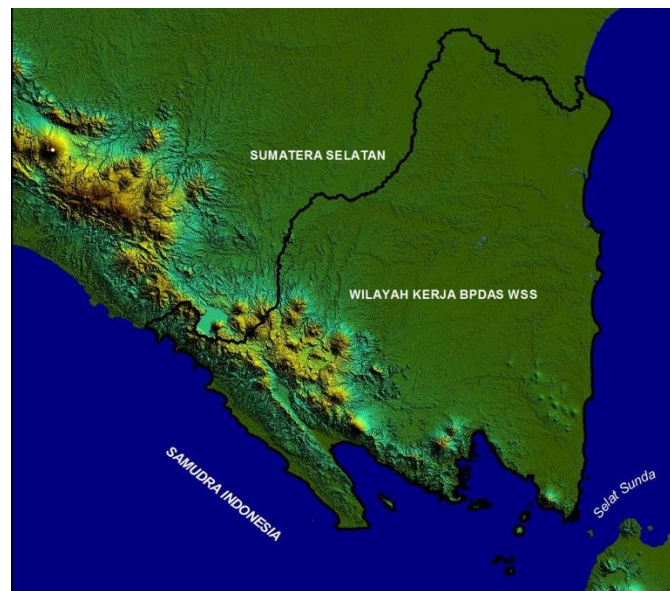 SUMATERA SELATAN
WILAYAH KERJA BPDAS WSS
SAMUDRA INDONESIA
Selat Sunda